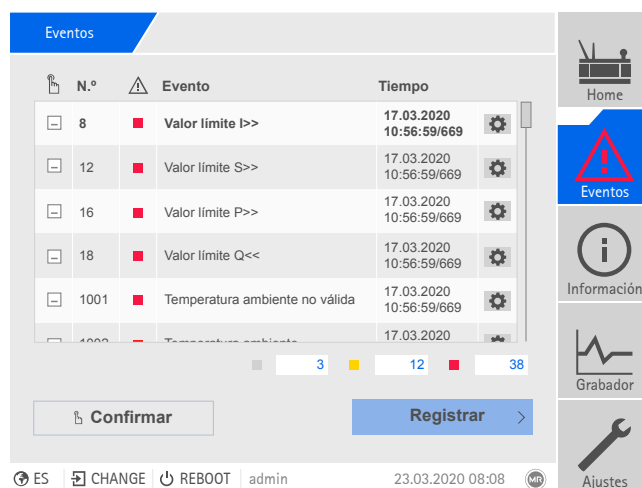 Eventos
N.º Evento Tiempo
8 Valor límite I>> 17.03.2020 10:56:59/669
12 Valor límite S>> 17.03.2020 10:56:59/669
16 Valor límite P>> 17.03.2020 10:56:59/669
18 Valor límite Q<< 17.03.2020 10:56:59/669
1001 Temperatura ambiente no válida 17.03.2020 10:56:59/669
1002 Temperatura ambiente 17.03.2020
3 12 38
Confirmar Registrar
ES CHANGE REBOOT admin 23.03.2020 08:08 MR
Home
Eventos
Información
Grabador
Ajustes